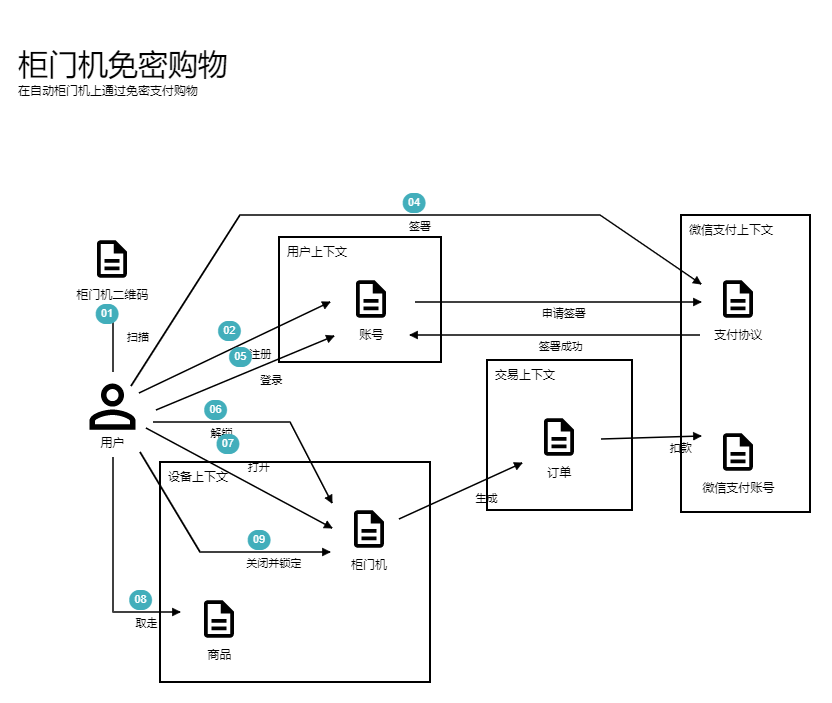 柜门机免密购物
在自动柜门机上通过免密支付购物
04
签署
微信支付上下文
用户上下文
柜门机二维码
01
扫描
02
注册
账号
申请签署
支付协议
签署成功
05
登录
交易上下文
06
解锁
07
打开
用户
设备上下文
订单
扣款
微信支付账号
生成
09
关闭并锁定
柜门机
08
取走
商品